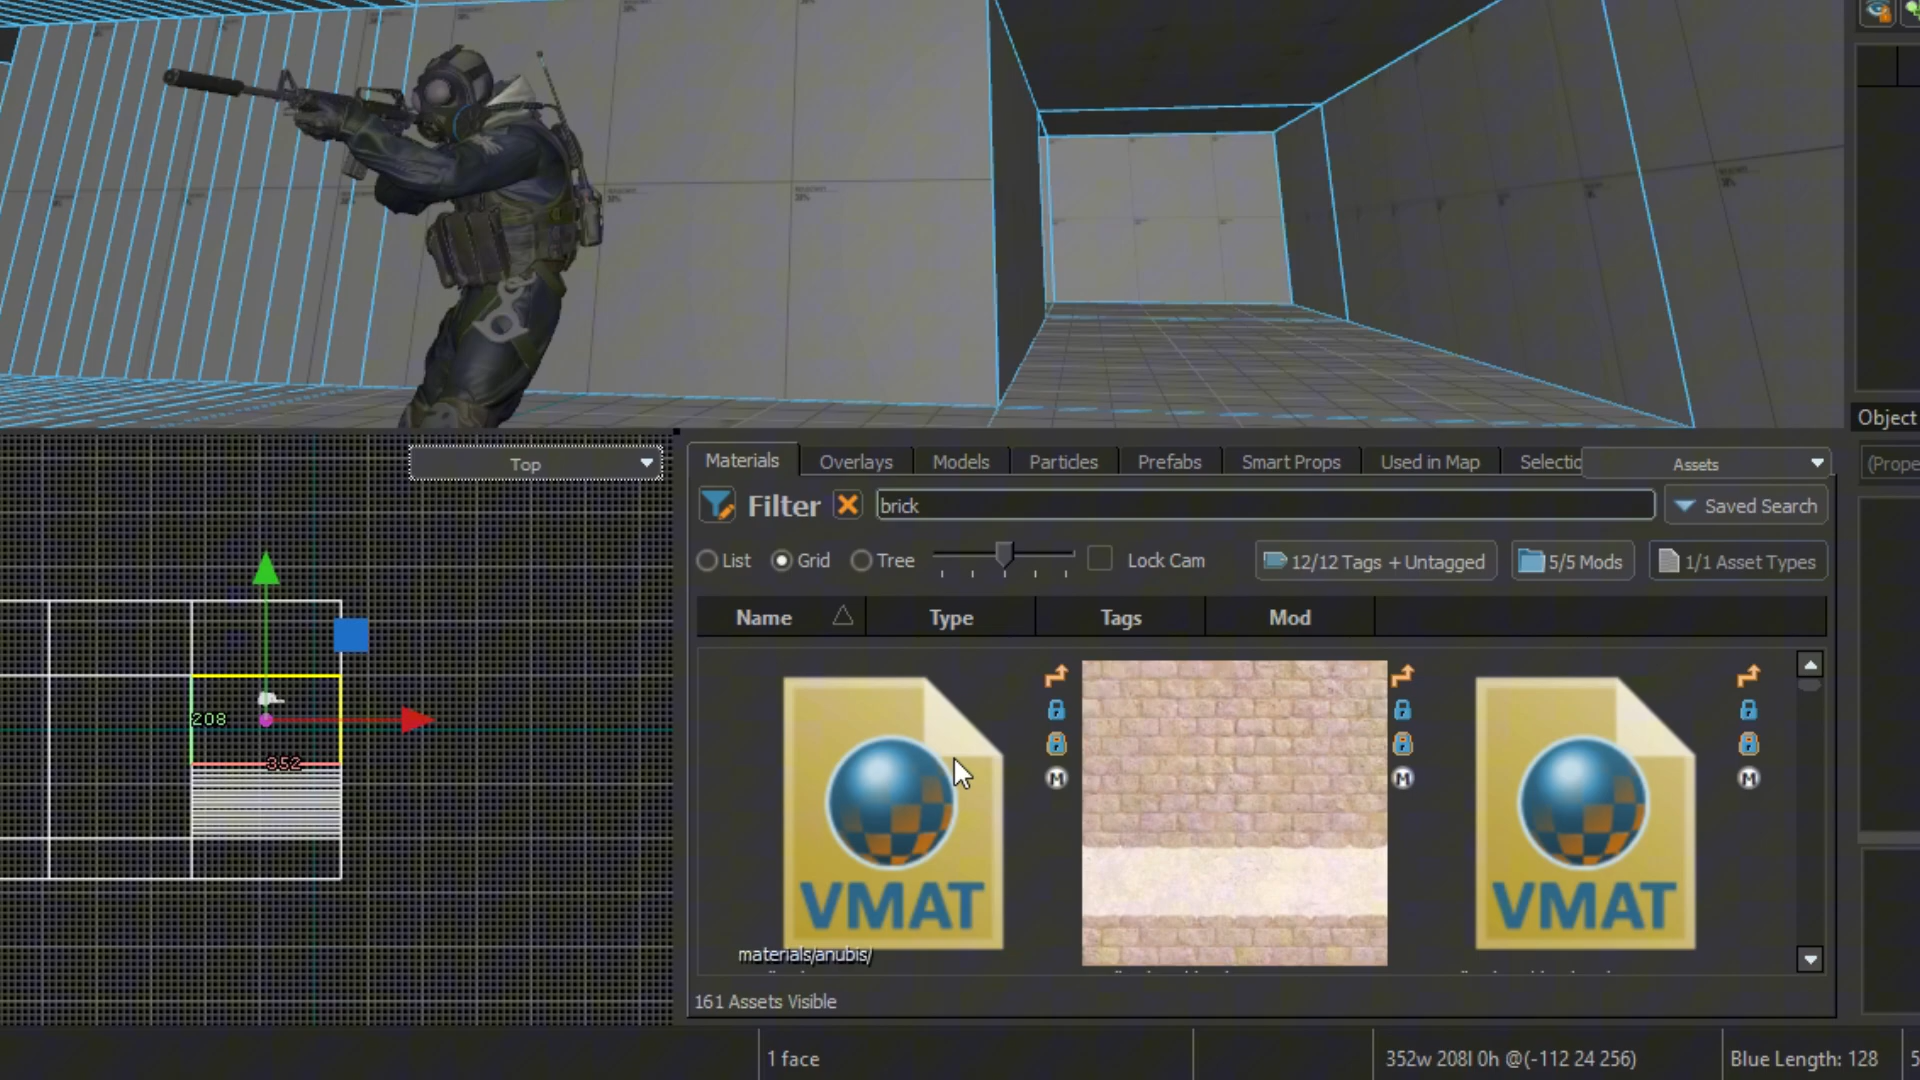 Object
Top
Materials
Overlays
Models
Particles
Prefabs
Smart Props
Used in Map
Selectio
Assets
(Prope
Filter
brick
Saved Search
List
Grid
Tree
Lock Cam
12/12 Tags + Untagged
5/5 Mods
1/1 Asset Types
Name
Type
Tags
Mod
208
352
M
M
M
VMAT
VMAT
materials/anubis/
161 Assets Visible
1 face
352w 208l 0h @(-112 24 256)
Blue Length: 128
5